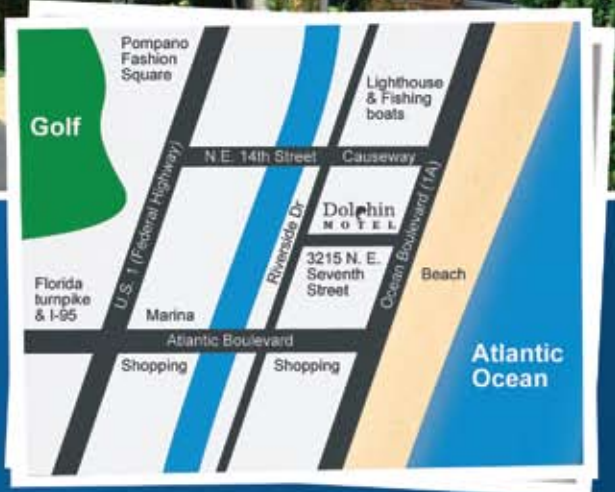 Pompano
Fashion
Square
Golf
Lighthouse
& Fishing
boats
N.E. 14th Street
Causeway
U.S. 1 (Federal Highway)
Riverside Dr
Dolphin
MOTEL
3215 N. E.
Seventh
Street
Ocean Boulevard (1A)
Beach
Florida
turnpike
& I-95
Marina
Atlantic Boulevard
Shopping
Shopping
Atlantic
Ocean